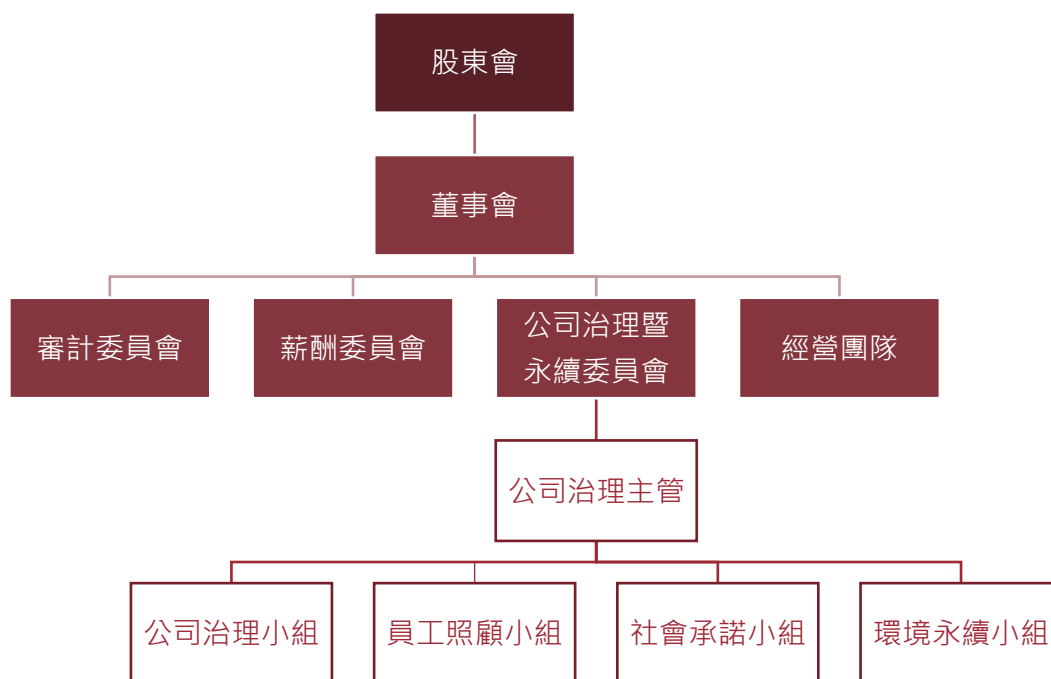 股東會
董事會
審計委員會
薪酬委員會
公司治理暨
永續委員會
經營團隊
公司治理主管
公司治理小組
員工照顧小組
社會承諾小組
環境永續小組